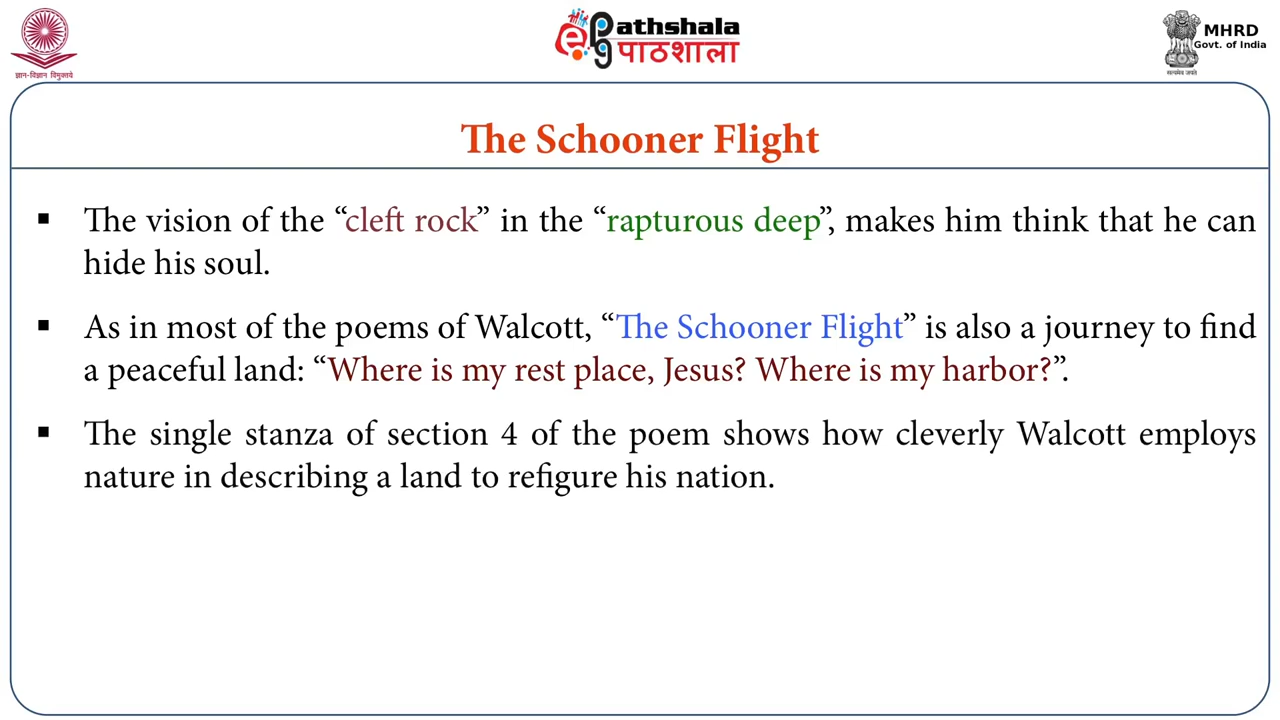 ज्ञान-विज्ञान विमुक्तये
ePG Pathshala
पाठशाला
MHRD
Govt. of India
सत्यमेव जयते
The Schooner Flight
▪ The vision of the “cleft rock” in the “rapturous deep”, makes him think that he can
hide his soul.
▪ As in most of the poems of Walcott, “The Schooner Flight” is also a journey to find
a peaceful land: “Where is my rest place, Jesus? Where is my harbor?”.
▪ The single stanza of section 4 of the poem shows how cleverly Walcott employs
nature in describing a land to refigure his nation.